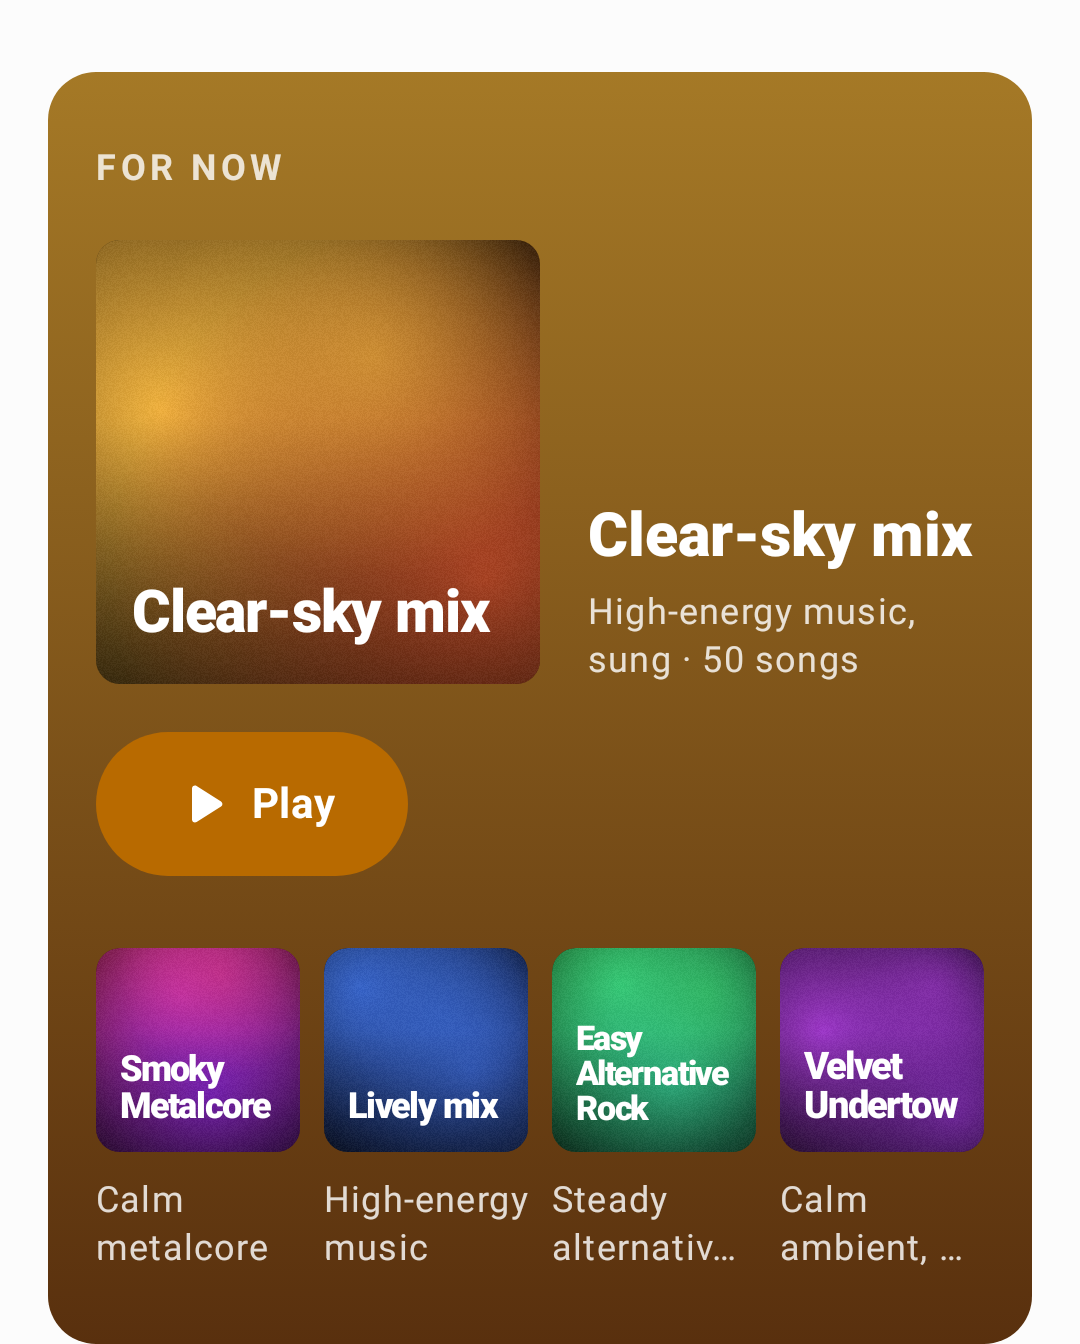 FOR NOW
Clear-sky mix
Clear-sky mix
High-energy music,
sung · 50 songs
Play
Smoky
Metalcore
Lively mix
Easy
Alternative
Rock
Velvet
Undertow
Calm
metalcore
High-energy
music
Steady
alternativ…
Calm
ambient, …